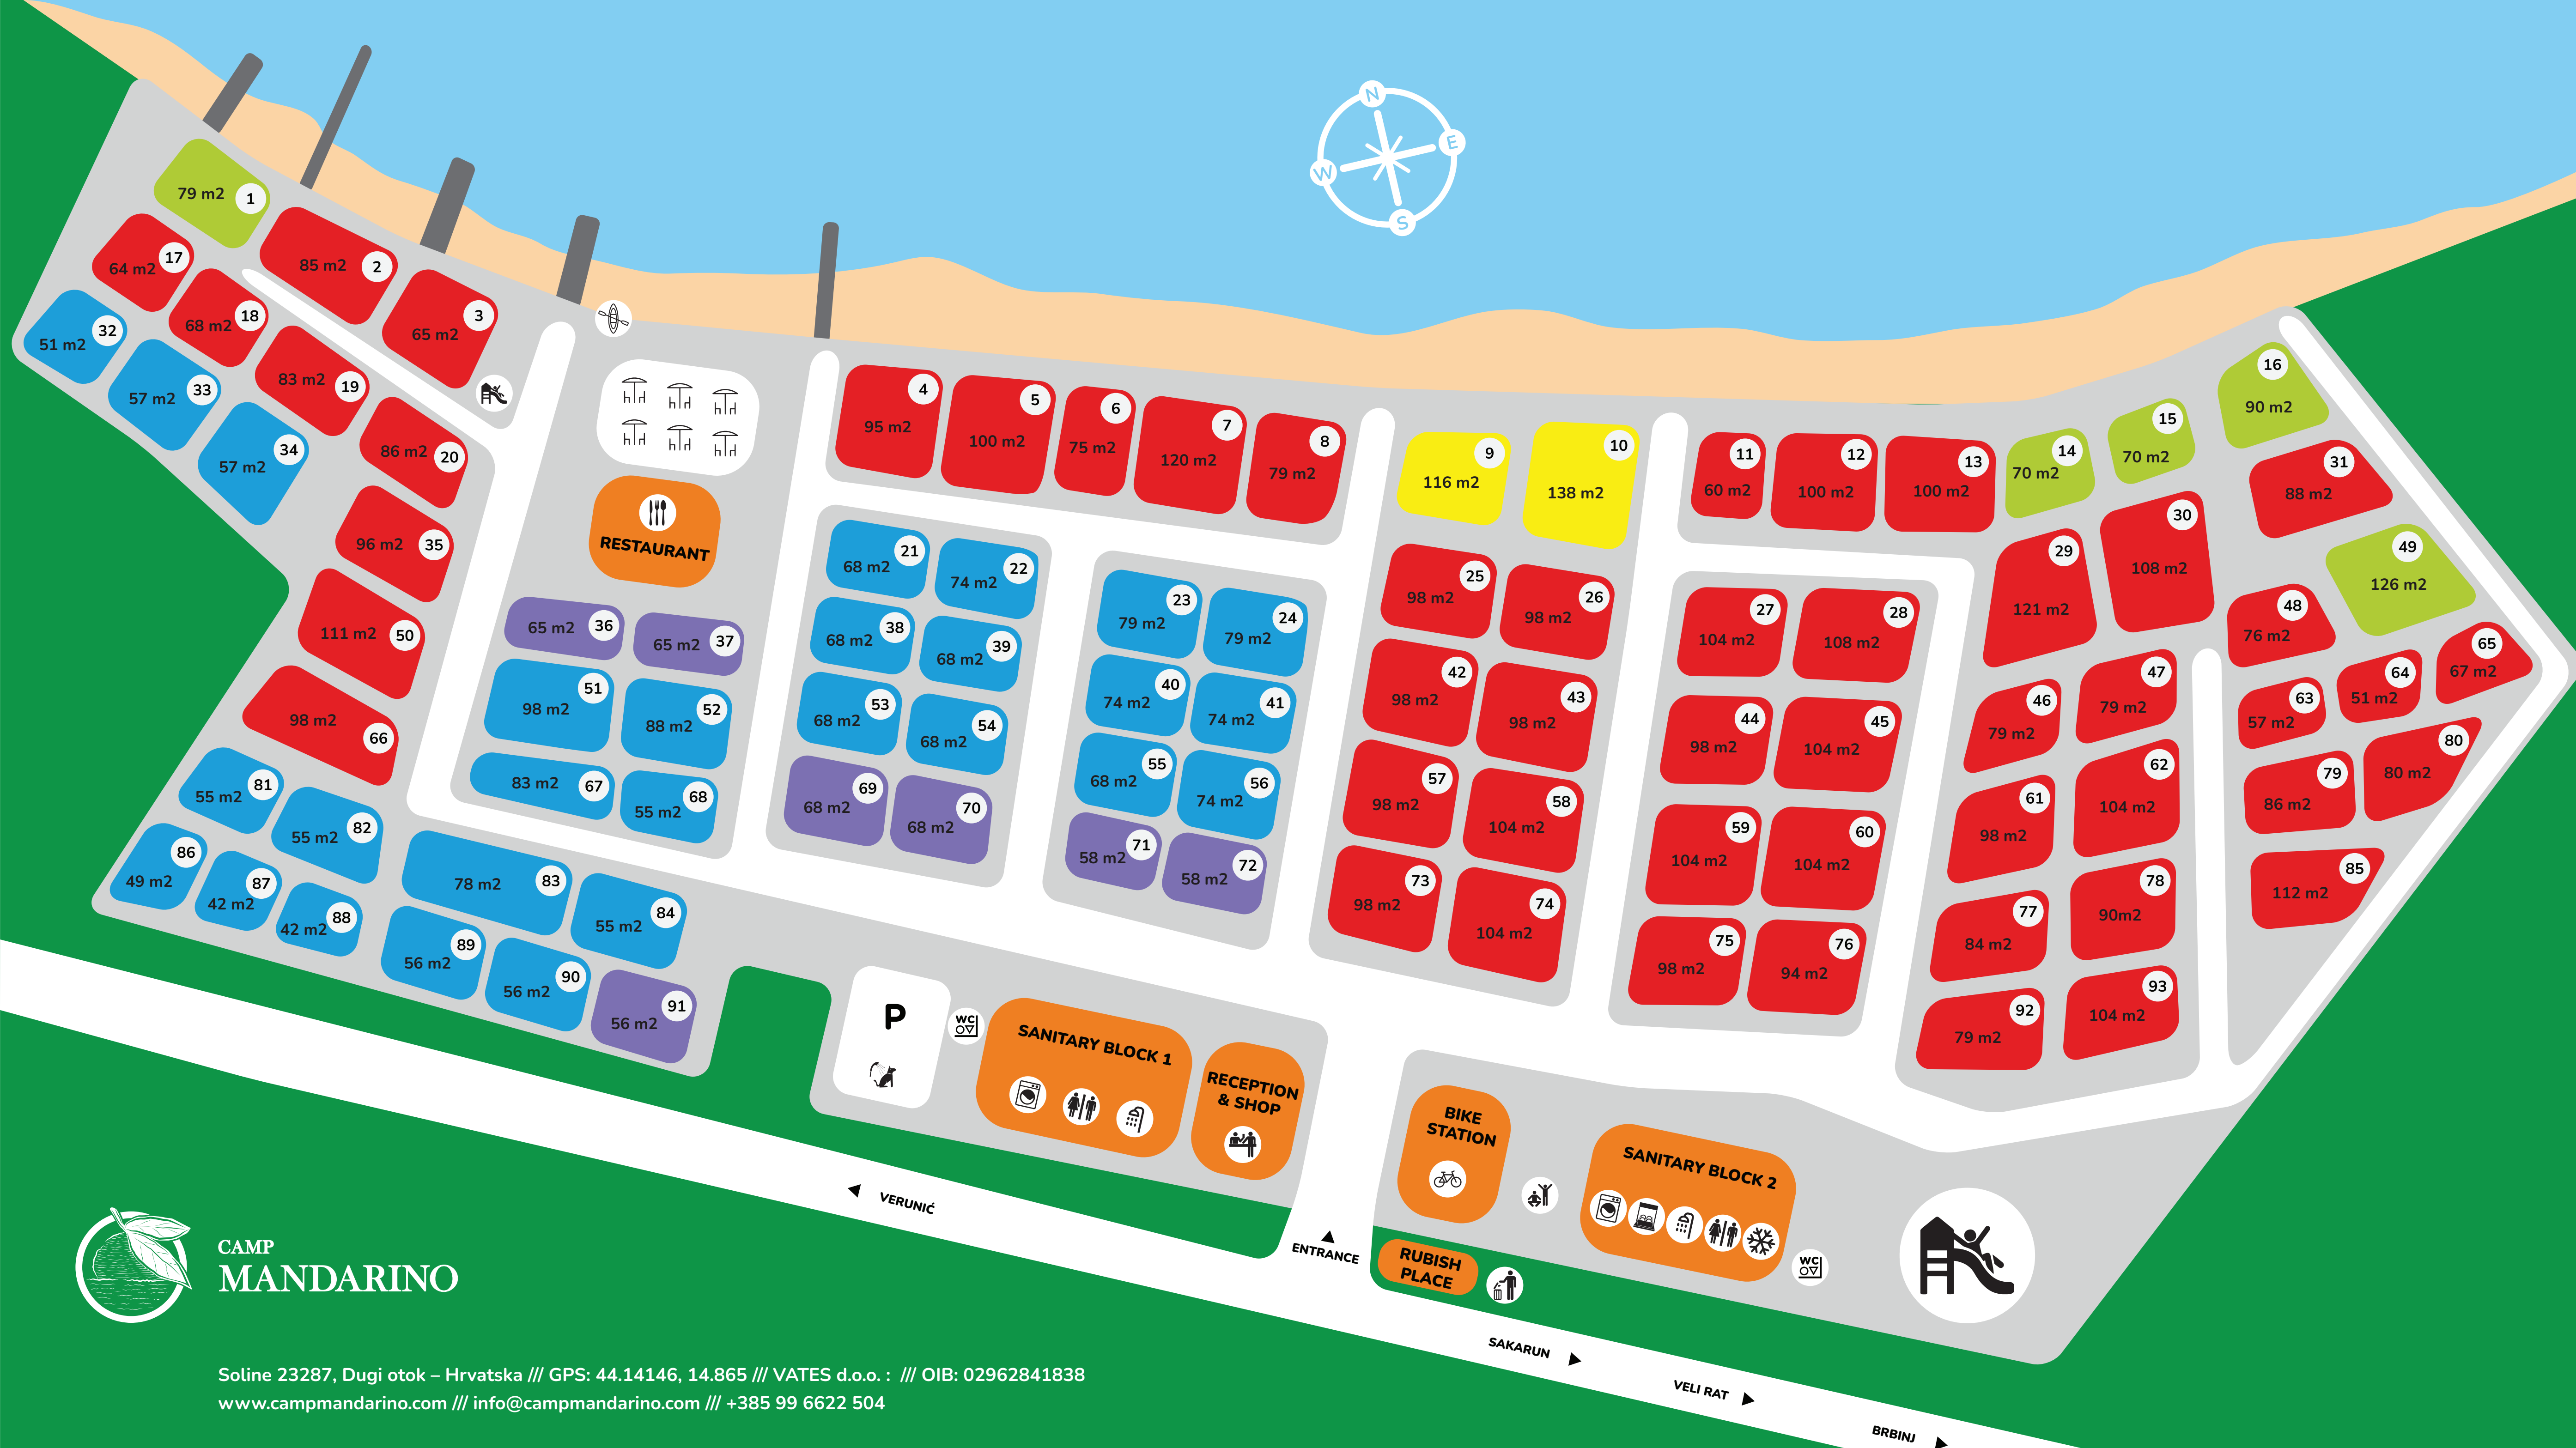 N
E
W
S
79 m2 1
85 m2 2
65 m2 3
64 m2 17
68 m2 18
83 m2 19
86 m2 20
51 m2 32
57 m2 33
57 m2 34
96 m2 35
111 m2 50
98 m2 66
RESTAURANT
95 m2 4
100 m2 5
75 m2 6
120 m2 7
79 m2 8
116 m2 9
138 m2 10
60 m2 11
100 m2 12
100 m2 13
70 m2 14
70 m2 15
90 m2 16
68 m2 21
74 m2 22
79 m2 23
79 m2 24
98 m2 25
98 m2 26
104 m2 27
108 m2 28
121 m2 29
108 m2 30
88 m2 31
65 m2 36
65 m2 37
68 m2 38
68 m2 39
74 m2 40
74 m2 41
98 m2 42
98 m2 43
98 m2 44
104 m2 45
79 m2 46
79 m2 47
76 m2 48
126 m2 49
98 m2 51
88 m2 52
68 m2 53
68 m2 54
68 m2 55
74 m2 56
98 m2 57
104 m2 58
104 m2 59
104 m2 60
98 m2 61
104 m2 62
57 m2 63
51 m2 64
67 m2 65
83 m2 67
55 m2 68
68 m2 69
68 m2 70
58 m2 71
58 m2 72
98 m2 73
104 m2 74
98 m2 75
94 m2 76
84 m2 77
90m2 78
86 m2 79
80 m2 80
55 m2 81
55 m2 82
78 m2 83
55 m2 84
112 m2 85
49 m2 86
42 m2 87
42 m2 88
56 m2 89
56 m2 90
56 m2 91
79 m2 92
104 m2 93
P
WC
SANITARY BLOCK 1
RECEPTION
& SHOP
BIKE
STATION
SANITARY BLOCK 2
WC
RUBISH
PLACE
ENTRANCE
VERUNIĆ
SAKARUN
VELI RAT
BRBINJ
CAMP
MANDARINO
Soline 23287, Dugi otok – Hrvatska /// GPS: 44.14146, 14.865 /// VATES d.o.o. : /// OIB: 02962841838
www.campmandarino.com /// info@campmandarino.com /// +385 99 6622 504